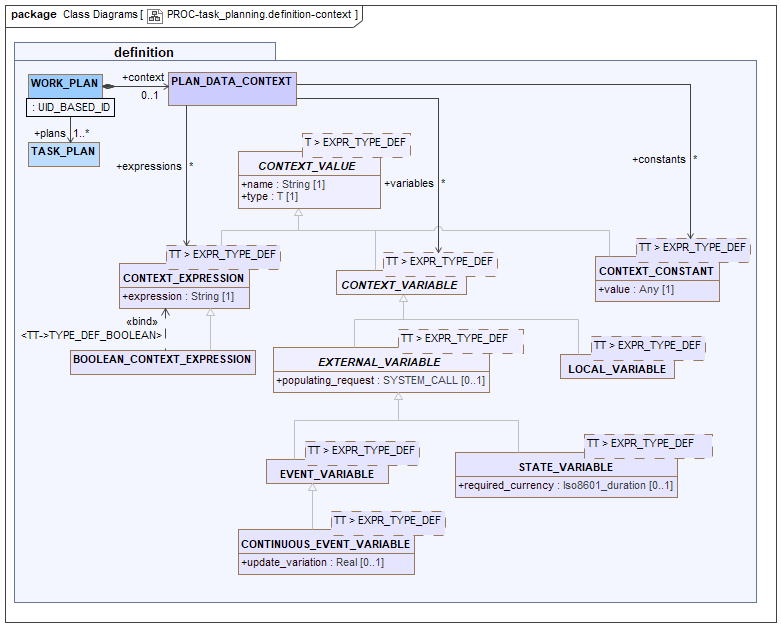 package Class Diagrams [ PROC-task_planning.definition-context ]
definition
WORK_PLAN
: UID_BASED_ID
+context
0..1
PLAN_DATA_CONTEXT
+plans 1..*
TASK_PLAN
+expressions *
T > EXPR_TYPE_DEF
CONTEXT_VALUE
+name : String [1]
+type : T [1]
+variables *
+constants *
TT > EXPR_TYPE_DEF
CONTEXT_EXPRESSION
+expression : String [1]
TT > EXPR_TYPE_DEF
CONTEXT_VARIABLE
TT > EXPR_TYPE_DEF
CONTEXT_CONSTANT
+value : Any [1]
«bind»
<TT->TYPE_DEF_BOOLEAN>
BOOLEAN_CONTEXT_EXPRESSION
TT > EXPR_TYPE_DEF
EXTERNAL_VARIABLE
+populating_request : SYSTEM_CALL [0..1]
TT > EXPR_TYPE_DEF
LOCAL_VARIABLE
TT > EXPR_TYPE_DEF
EVENT_VARIABLE
TT > EXPR_TYPE_DEF
STATE_VARIABLE
+required_currency : Iso8601_duration [0..1]
TT > EXPR_TYPE_DEF
CONTINUOUS_EVENT_VARIABLE
+update_variation : Real [0..1]